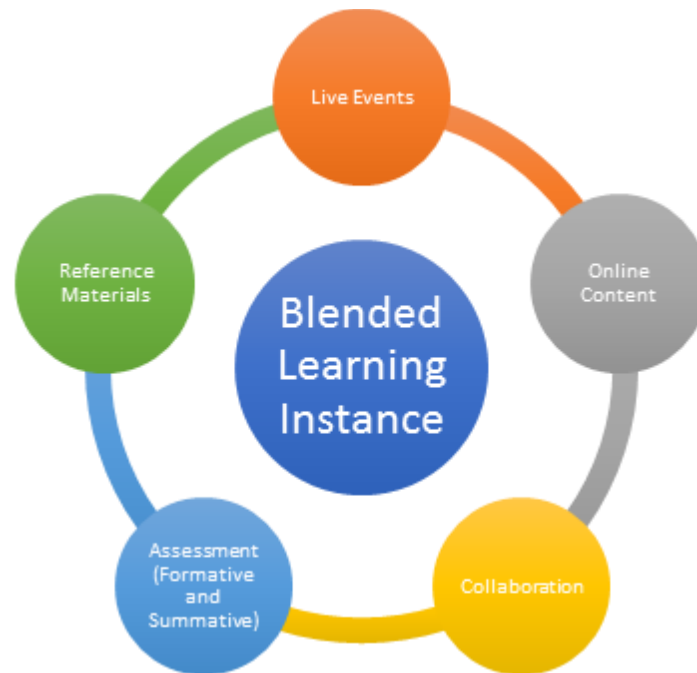 Live Events
Online
Content
Collaboration
Assessment
(Formative
and
Summative)
Reference
Materials
Blended
Learning
Instance